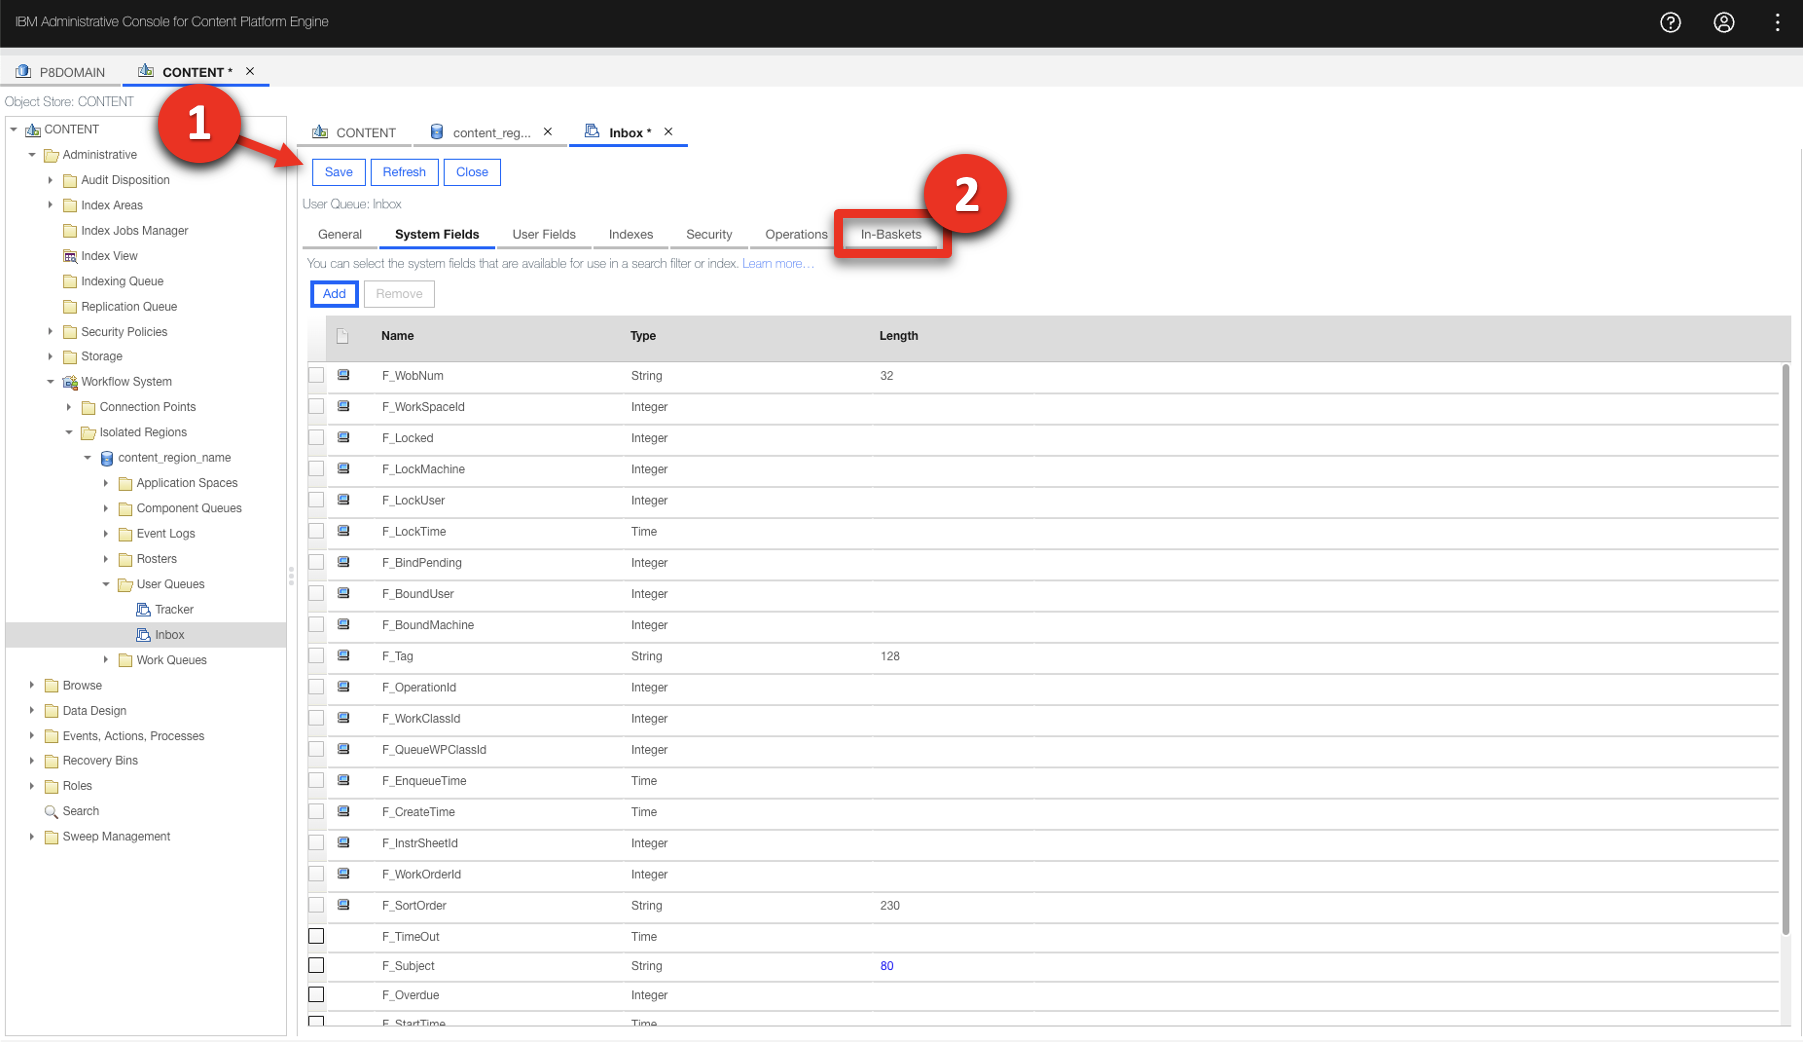 IBM Administrative Console for Content Platform Engine
P8DOMAIN
CONTENT *
Object Store: CONTENT
CONTENT
Administrative
Audit Disposition
Index Areas
Index Jobs Manager
Index View
Indexing Queue
Replication Queue
Security Policies
Storage
Workflow System
Connection Points
Isolated Regions
content_region_name
Application Spaces
Component Queues
Event Logs
Rosters
User Queues
Tracker
Inbox
Work Queues
Browse
Data Design
Events, Actions, Processes
Recovery Bins
Roles
Search
Sweep Management
1
CONTENT content_reg... Inbox *
Save Refresh Close
2
User Queue: Inbox
General System Fields User Fields Indexes Security Operations In-Baskets
You can select the system fields that are available for use in a search filter or index. Learn more...
Add Remove
Name Type Length
F_WobNum String 32
F_WorkSpaceId Integer
F_Locked Integer
F_LockMachine Integer
F_LockUser Integer
F_LockTime Time
F_BindPending Integer
F_BoundUser Integer
F_BoundMachine Integer
F_Tag String 128
F_OperationId Integer
F_WorkClassId Integer
F_QueueWPClassId Integer
F_EnqueueTime Time
F_CreateTime Time
F_InstrSheetId Integer
F_WorkOrderId Integer
F_SortOrder String 230
F_TimeOut Time
F_Subject String 80
F_Overdue Integer
F_StartTime Time